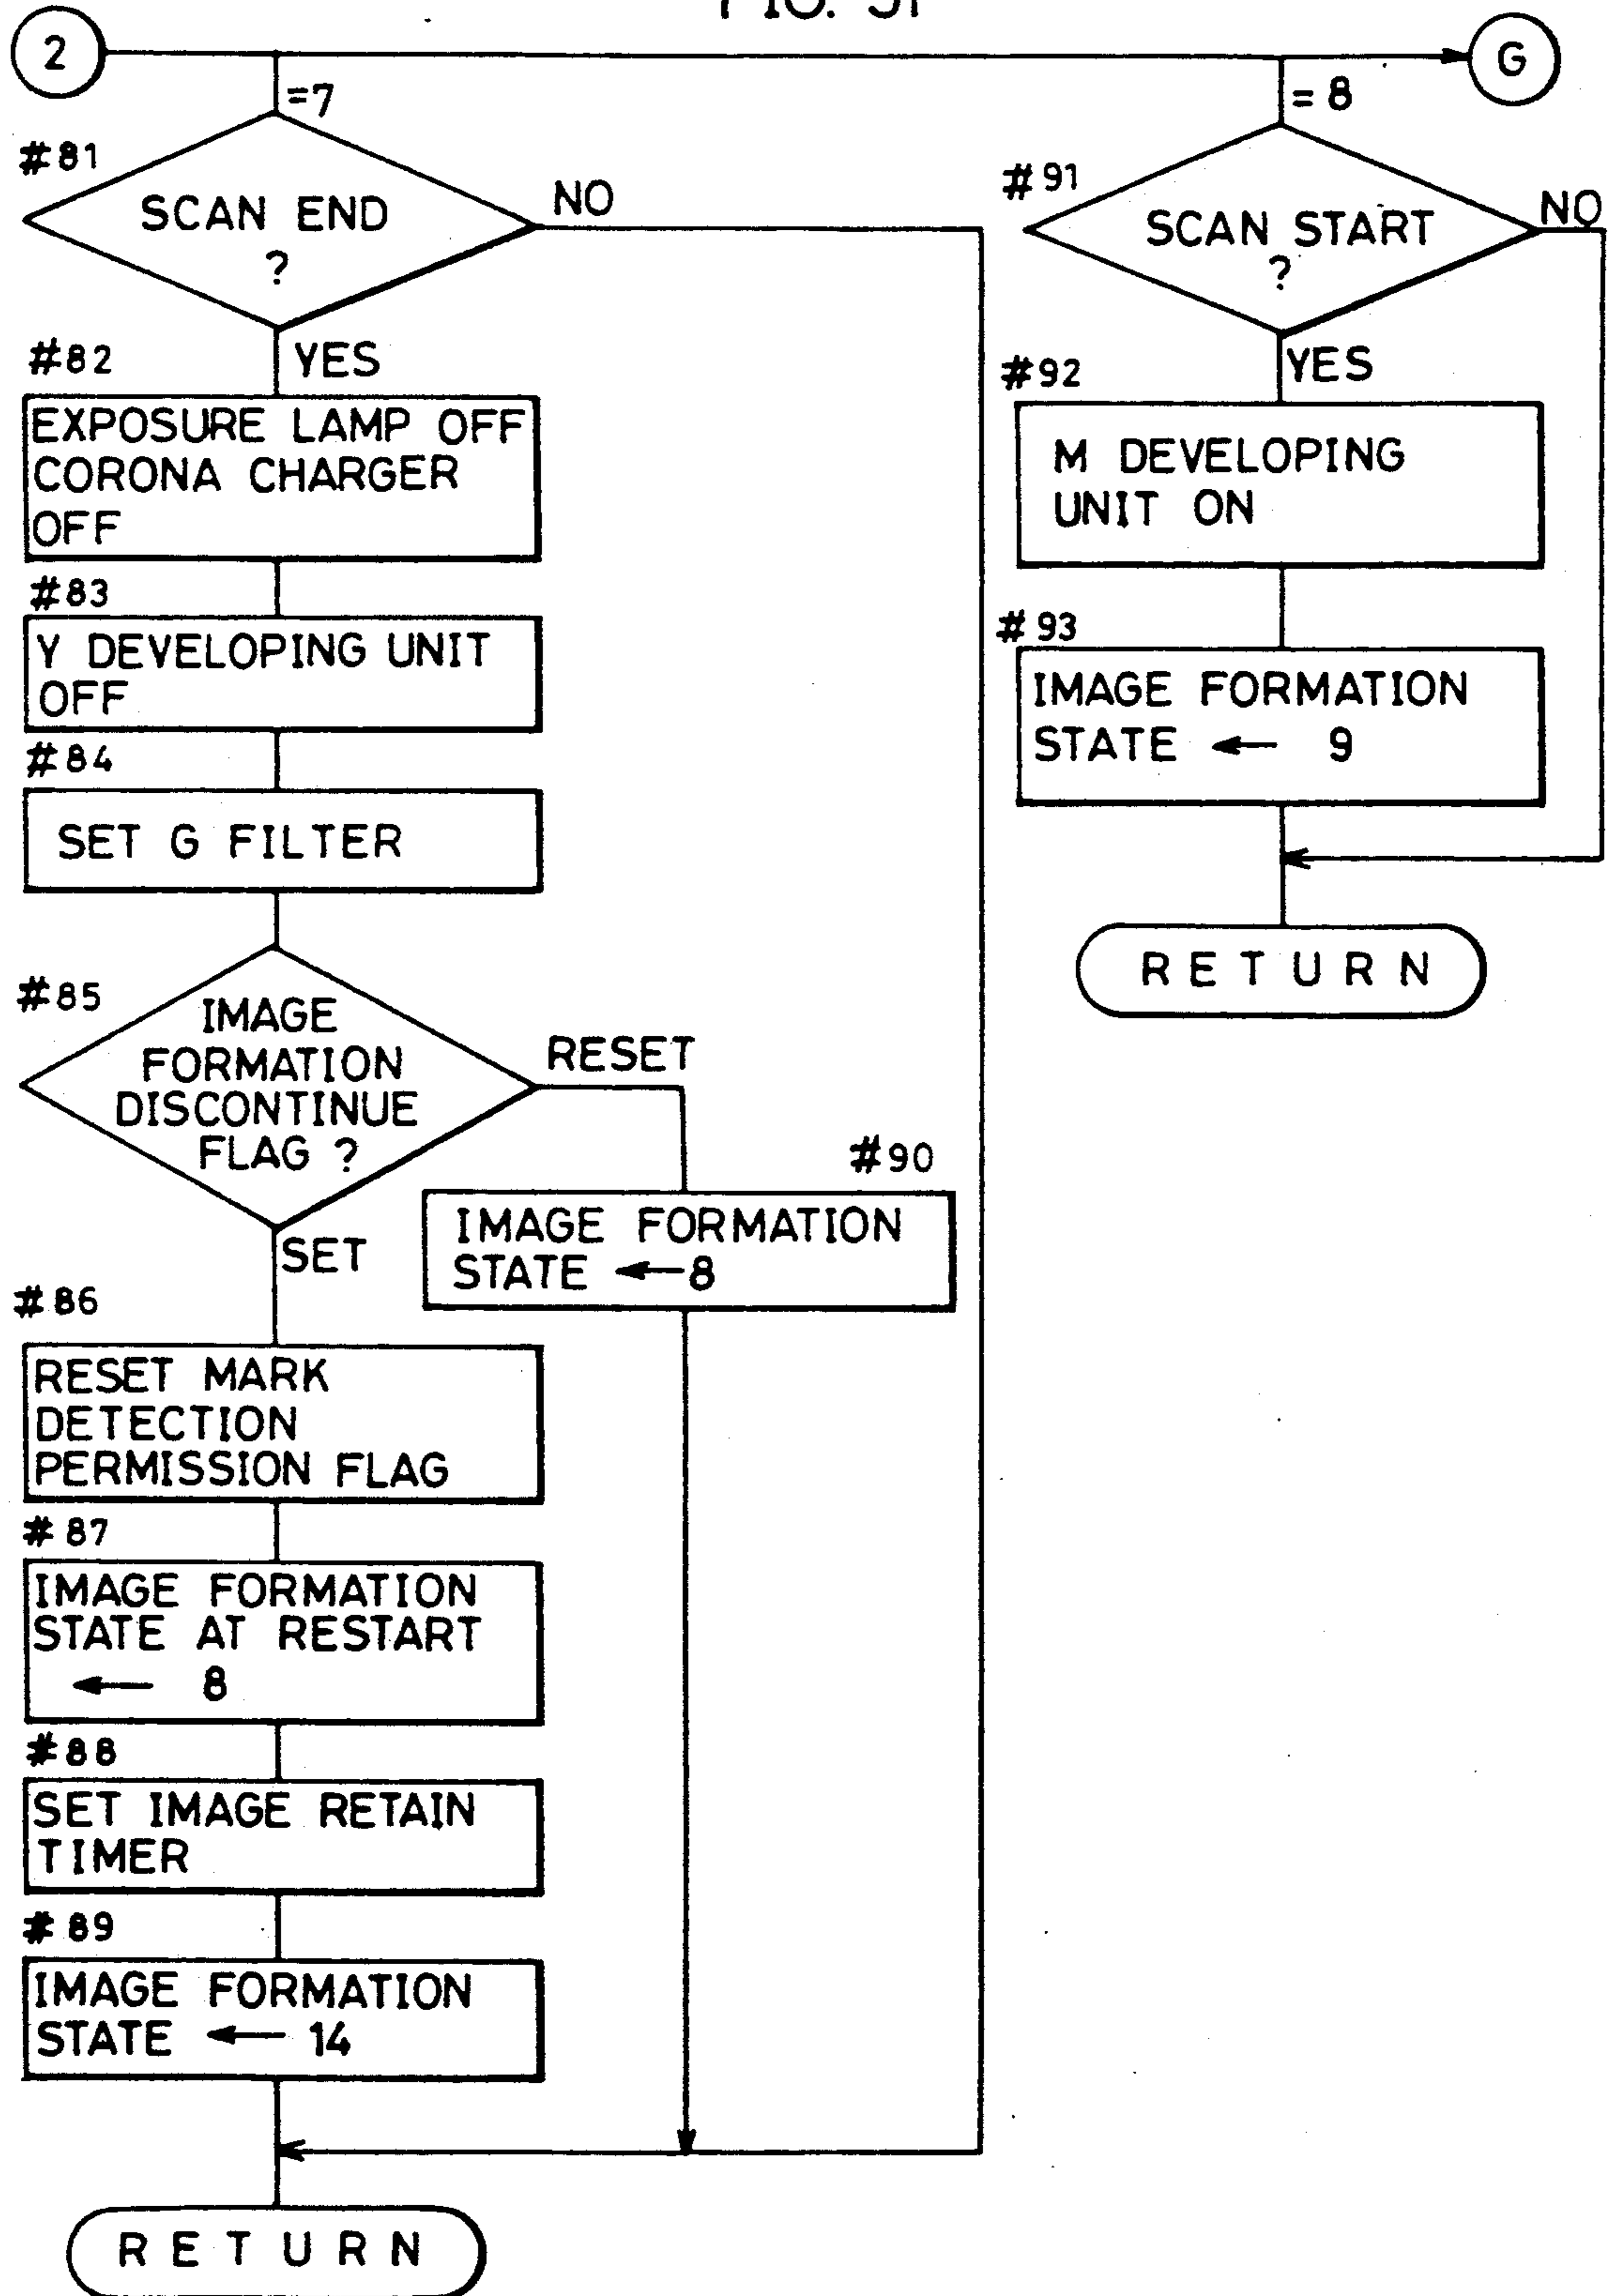 2
G
=7
#81
SCAN END
?
NO
#82
YES
EXPOSURE LAMP OFF
CORONA CHARGER
OFF
#83
Y DEVELOPING UNIT
OFF
#84
SET G FILTER
#85
IMAGE
FORMATION
DISCONTINUE
FLAG ?
RESET
SET
#90
IMAGE FORMATION
STATE ← 8
#86
RESET MARK
DETECTION
PERMISSION FLAG
#87
IMAGE FORMATION
STATE AT RESTART
← 8
#88
SET IMAGE RETAIN
TIMER
#89
IMAGE FORMATION
STATE ← 14
RETURN
= 8
#91
SCAN START
?
NO
YES
#92
M DEVELOPING
UNIT ON
#93
IMAGE FORMATION
STATE ← 9
RETURN